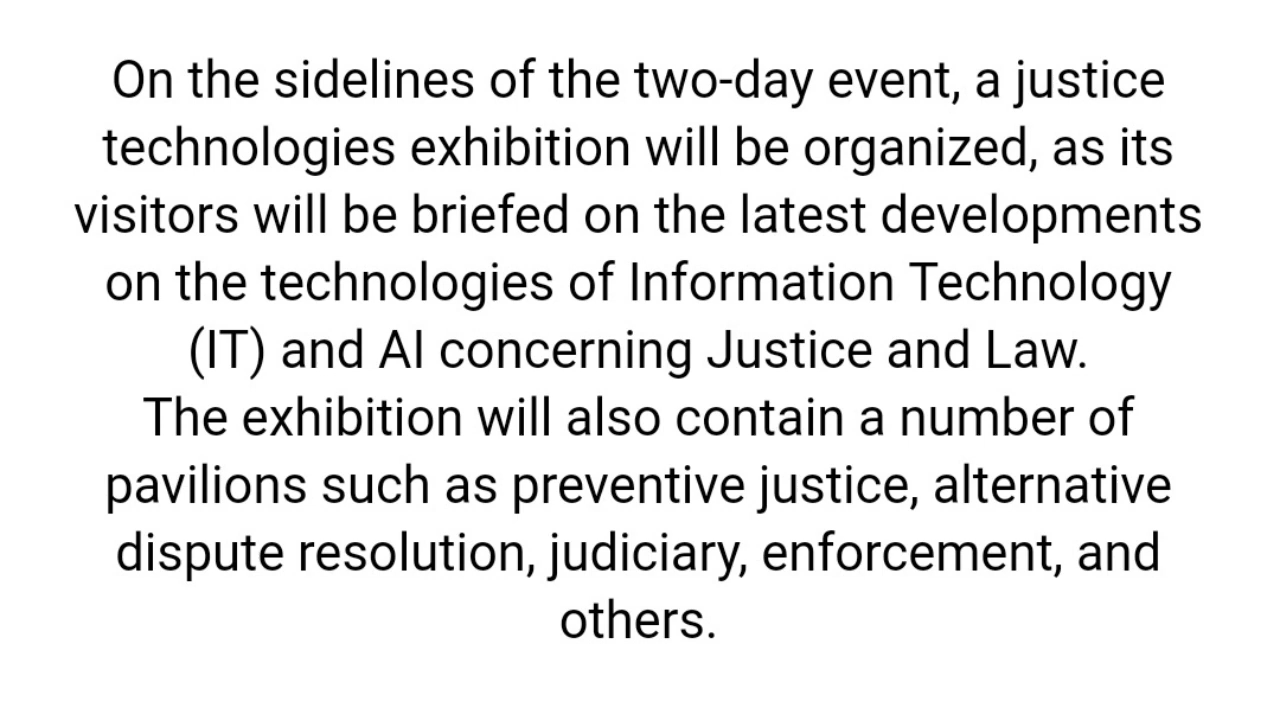 On the sidelines of the two-day event, a justice
technologies exhibition will be organized, as its
visitors will be briefed on the latest developments
on the technologies of Information Technology
(IT) and AI concerning Justice and Law.
The exhibition will also contain a number of
pavilions such as preventive justice, alternative
dispute resolution, judiciary, enforcement, and
others.